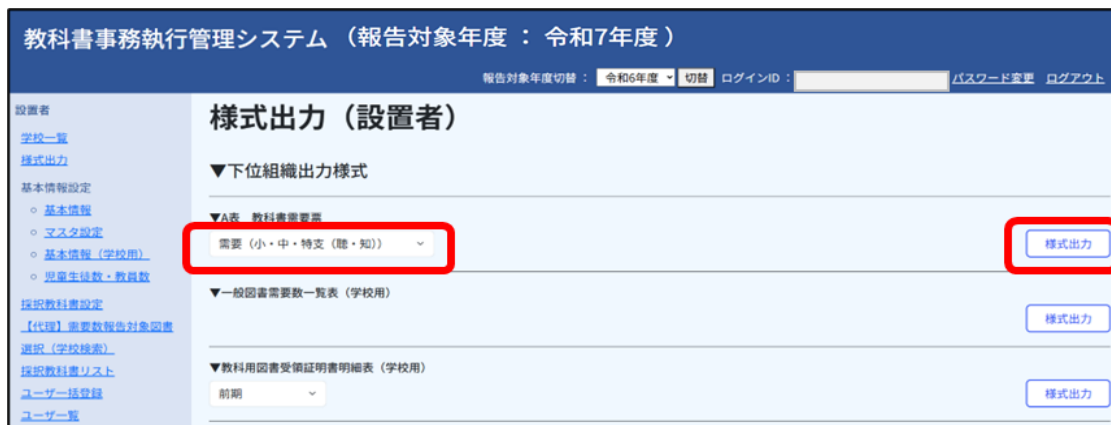 教科書事務執行管理システム（報告対象年度 ： 令和7年度 ）
報告対象年度切替： 令和6年度 切替 ログインID： パスワード変更 ログアウト
設置者
学校一覧
様式出力
基本情報設定
基本情報
マスタ設定
基本情報（学校用）
児童生徒数・教員数
採択教科書設定
【代理】需要数報告対象図書
選択（学校検索）
採択教科書リスト
ユーザ一括登録
ユーザ一覧
様式出力（設置者）
▼下位組織出力様式
▼A表　教科書需要票
需要（小・中・特支（聴・知）） 様式出力
▼一般図書需要数一覧表（学校用）
様式出力
▼教科用図書受領証明書明細表（学校用）
前期 様式出力